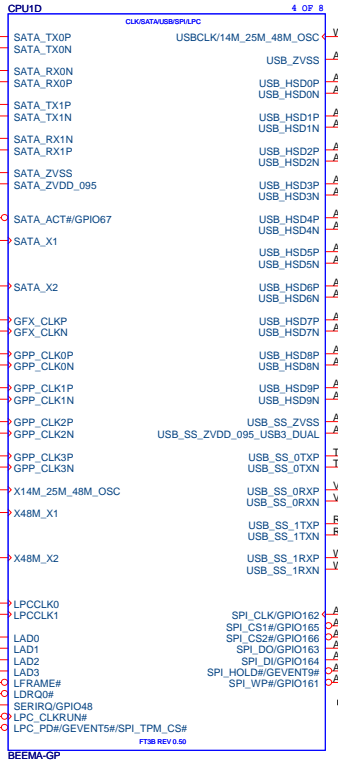 CPU1D
4 OF 8
CLK/SATA/USB/SPI/LPC
SATA_TX0P
SATA_TX0N
SATA_RX0N
SATA_RX0P
SATA_TX1P
SATA_TX1N
SATA_RX1N
SATA_RX1P
SATA_ZVSS
SATA_ZVDD_095
SATA_ACT#/GPIO67
SATA_X1
SATA_X2
GFX_CLKP
GFX_CLKN
GPP_CLK0P
GPP_CLK0N
GPP_CLK1P
GPP_CLK1N
GPP_CLK2P
GPP_CLK2N
GPP_CLK3P
GPP_CLK3N
X14M_25M_48M_OSC
X48M_X1
X48M_X2
LPCCLK0
LPCCLK1
LAD0
LAD1
LAD2
LAD3
LFRAME#
LDRQ0#
SERIRQ/GPIO48
LPC_CLKRUN#
LPC_PD#/GEVENT5#/SPI_TPM_CS#
USBCLK/14M_25M_48M_OSC
USB_ZVSS
USB_HSD0P
USB_HSD0N
USB_HSD1P
USB_HSD1N
USB_HSD2P
USB_HSD2N
USB_HSD3P
USB_HSD3N
USB_HSD4P
USB_HSD4N
USB_HSD5P
USB_HSD5N
USB_HSD6P
USB_HSD6N
USB_HSD7P
USB_HSD7N
USB_HSD8P
USB_HSD8N
USB_HSD9P
USB_HSD9N
USB_SS_ZVSS
USB_SS_ZVDD_095_USB3_DUAL
USB_SS_0TXP
USB_SS_0TXN
USB_SS_0RXP
USB_SS_0RXN
USB_SS_1TXP
USB_SS_1TXN
USB_SS_1RXP
USB_SS_1RXN
SPI_CLK/GPIO162
SPI_CS1#/GPIO165
SPI_CS2#/GPIO166
SPI_DO/GPIO163
SPI_DI/GPIO164
SPI_HOLD#/GEVENT9#
SPI_WP#/GPIO161
FT3B REV 0.50
BEEMA-GP